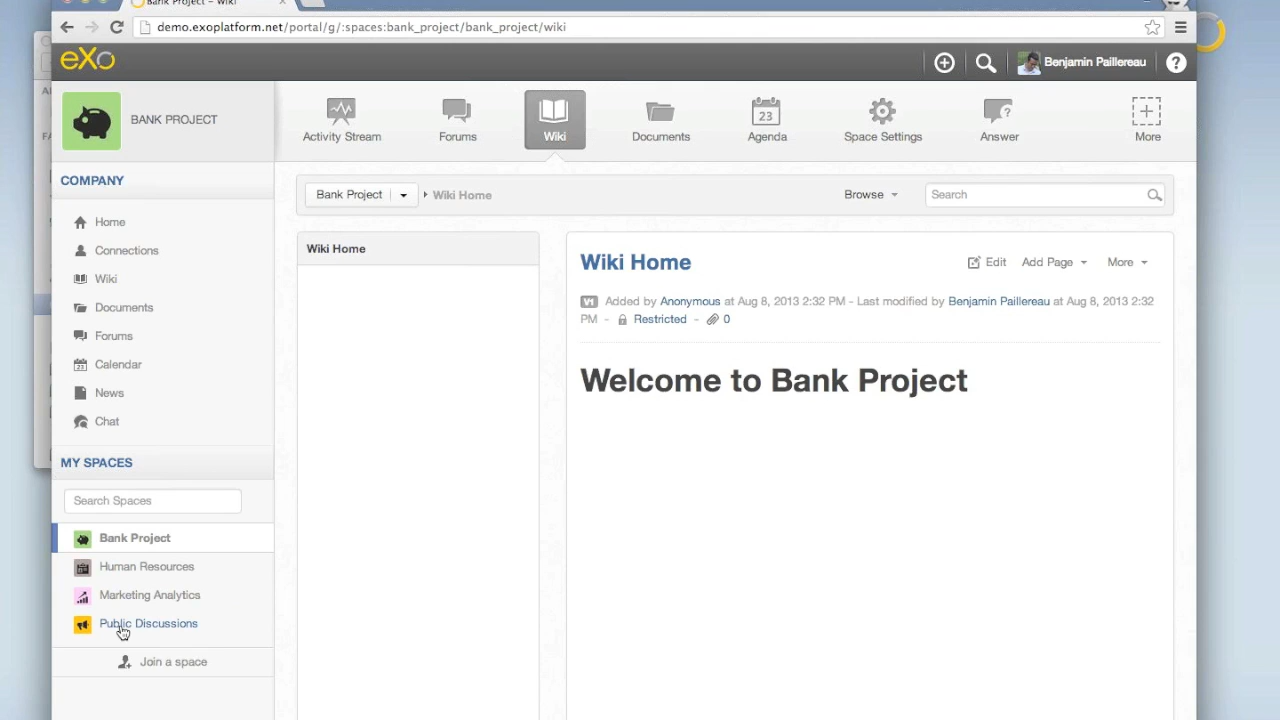 Bank Project – Wiki
demo.exoplatform.net/portal/g/:spaces:bank_project/bank_project/wiki
eXo
Benjamin Paillereau
?
BANK PROJECT
Activity Stream
Forums
Wiki
Documents
23
Agenda
Space Settings
?
Answer
More
COMPANY
Home
Connections
Wiki
Documents
Forums
23
Calendar
News
Chat
MY SPACES
Search Spaces
Bank Project
Human Resources
Marketing Analytics
Public Discussions
Join a space
Bank Project
Wiki Home
Browse
Search
Wiki Home
Wiki Home
Edit
Add Page
More
V1 Added by Anonymous at Aug 8, 2013 2:32 PM - Last modified by Benjamin Paillereau at Aug 8, 2013 2:32
PM - Restricted - 0
Welcome to Bank Project